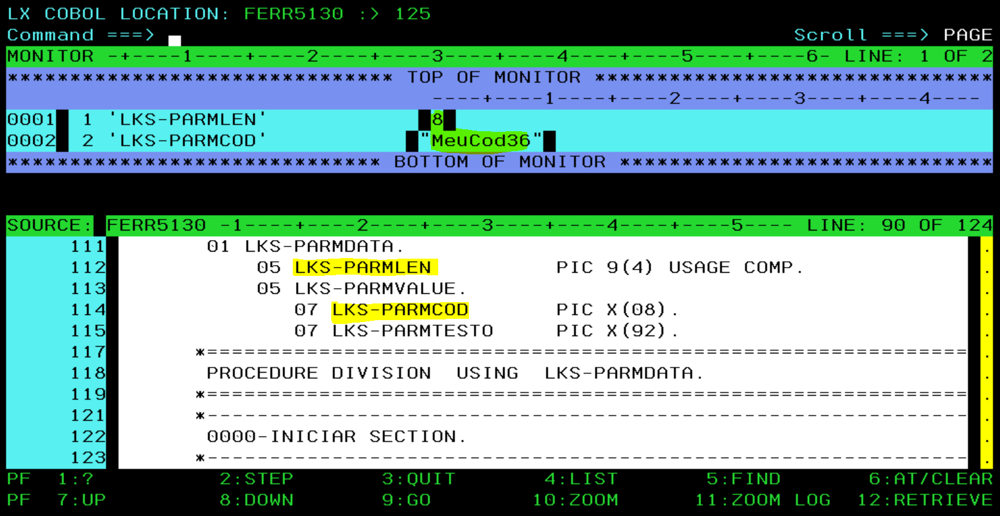 LX COBOL LOCATION: FERR5130 :> 125
Command ===> Scroll ===> PAGE
MONITOR -+----1----+----2----+----3----+----4----+----5----+----6- LINE: 1 OF 2
******************************* TOP OF MONITOR ********************************
----+----1----+----2----+----3----+----4----
0001 1 'LKS-PARMLEN' 8
0002 2 'LKS-PARMCOD' "MeuCod36"
****************************** BOTTOM OF MONITOR ******************************
SOURCE: FERR5130 -1----+----2----+----3----+----4----+----5---- LINE: 90 OF 124
111 01 LKS-PARMDATA. .
112 05 LKS-PARMLEN PIC 9(4) USAGE COMP. .
113 05 LKS-PARMVALUE. .
114 07 LKS-PARMCOD PIC X(08). .
115 07 LKS-PARMTESTO PIC X(92). .
117 *============================================================= .
118 PROCEDURE DIVISION USING LKS-PARMDATA. .
119 *============================================================= .
121 *------------------------------------------------------------- .
122 0000-INICIAR SECTION. .
123 *------------------------------------------------------------- .
PF 1:? 2:STEP 3:QUIT 4:LIST 5:FIND 6:AT/CLEAR
PF 7:UP 8:DOWN 9:GO 10:ZOOM 11:ZOOM LOG 12:RETRIEVE